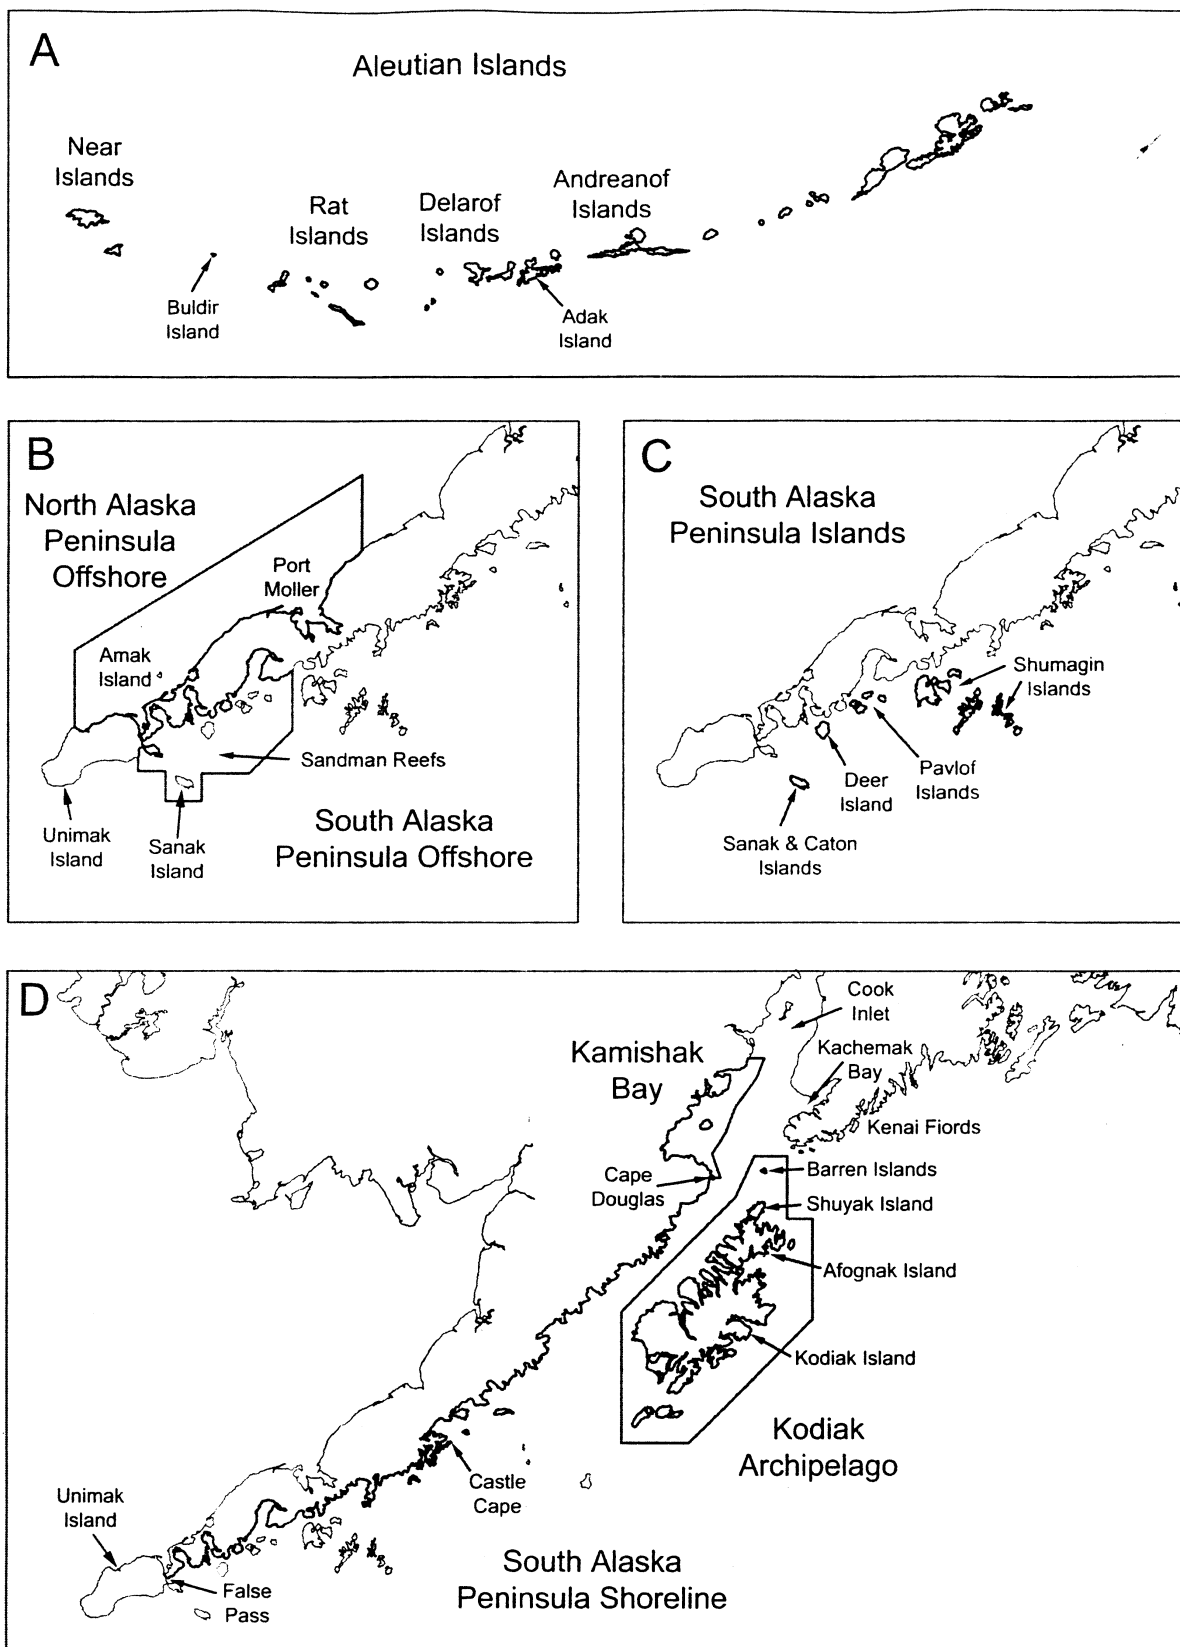 A
Aleutian Islands
Near
Islands
Rat
Islands
Delarof
Islands
Andreanof
Islands
Buldir
Island
Adak
Island
B
North Alaska
Peninsula
Offshore
Port
Moller
Amak
Island
Sandman Reefs
Unimak
Island
Sanak
Island
South Alaska
Peninsula Offshore
C
South Alaska
Peninsula Islands
Shumagin
Islands
Deer
Island
Pavlof
Islands
Sanak & Caton
Islands
D
Cook
Inlet
Kamishak
Bay
Kachemak
Bay
Kenai Fiords
Cape
Douglas
Barren Islands
Shuyak Island
Afognak Island
Kodiak Island
Kodiak
Archipelago
Castle
Cape
Unimak
Island
False
Pass
South Alaska
Peninsula Shoreline